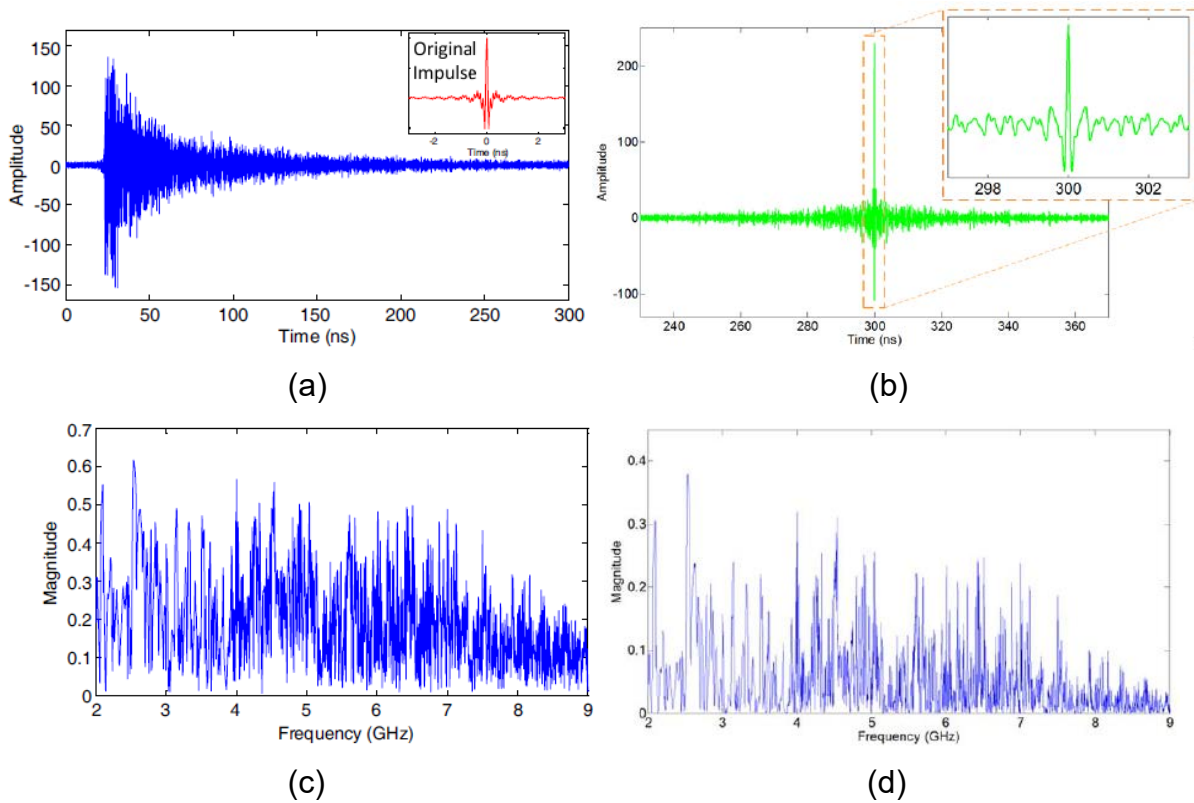 150
100
50
0
-50
-100
-150
Amplitude
0 50 100 150 200 250 300
Time (ns)
Original
Impulse
-2 0 2
Time (ns)
(a)
200
100
0
-100
Amplitude
240 260 280 300 320 340 360
Time (ns)
298 300 302
(b)
0.7
0.6
0.5
0.4
0.3
0.2
0.1
0
Magnitude
2 3 4 5 6 7 8 9
Frequency (GHz)
(c)
0.4
0.3
0.2
0.1
0
Magnitude
2 3 4 5 6 7 8 9
Frequency (GHz)
(d)